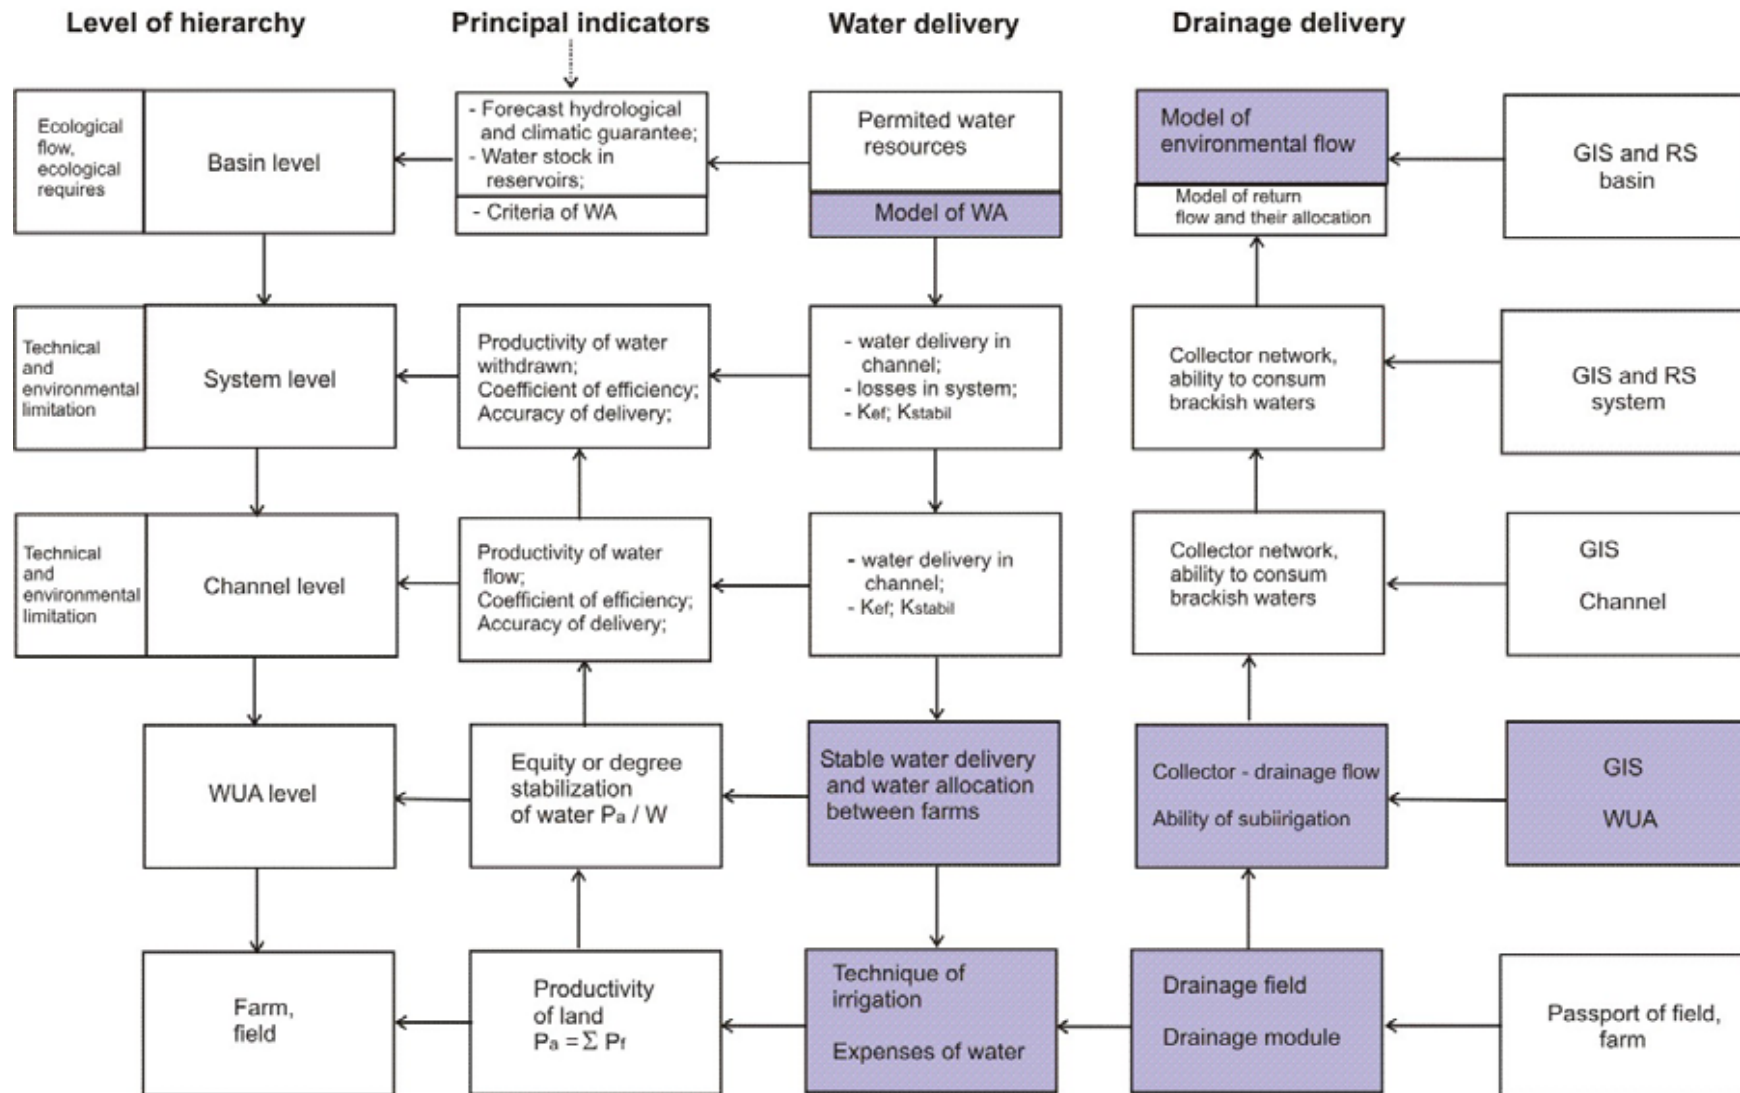 Level of hierarchy
Principal indicators
Water delivery
Drainage delivery
Ecological
flow,
ecological
requires
Basin level
- Forecast hydrological
and climatic guarantee;
- Water stock in
reservoirs;
- Criteria of WA
Permited water
resources
Model of WA
Model of
environmental flow
Model of return
flow and their allocation
GIS and RS
basin
Technical
and
environmental
limitation
System level
Productivity of water
withdrawn;
Coefficient of efficiency;
Accuracy of delivery;
- water delivery in
channel;
- losses in system;
- Kef; Kstabil
Collector network,
ability to consum
brackish waters
GIS and RS
system
Technical
and
environmental
limitation
Channel level
Productivity of water
flow;
Coefficient of efficiency;
Accuracy of delivery;
- water delivery in
channel;
- Kef; Kstabil
Collector network,
ability to consum
brackish waters
GIS
Channel
WUA level
Equity or degree
stabilization
of water Pa / W
Stable water delivery
and water allocation
between farms
Collector - drainage flow
Ability of subiirigation
GIS
WUA
Farm,
field
Productivity
of land
Pa = Σ Pf
Technique of
irrigation
Expenses of water
Drainage field
Drainage module
Passport of field,
farm